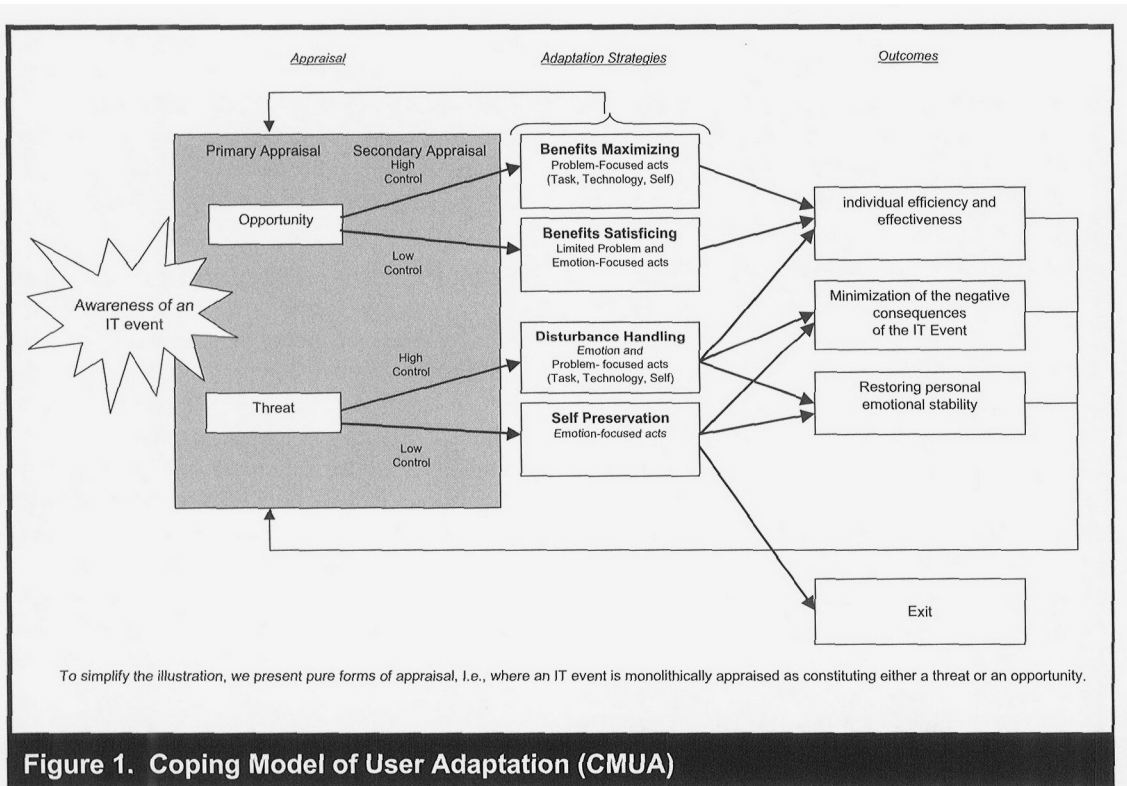 Appraisal
Adaptation Strategies
Outcomes
Primary Appraisal
Secondary Appraisal
High
Control
Opportunity
Low
Control
Awareness of an
IT event
High
Control
Threat
Low
Control
Benefits Maximizing
Problem-Focused acts
(Task, Technology, Self)
Benefits Satisficing
Limited Problem and
Emotion-Focused acts
Disturbance Handling
Emotion and
Problem- focused acts
(Task, Technology, Self)
Self Preservation
Emotion-focused acts
individual efficiency and
effectiveness
Minimization of the negative
consequences
of the IT Event
Restoring personal
emotional stability
Exit
To simplify the illustration, we present pure forms of appraisal, I.e., where an IT event is monolithically appraised as constituting either a threat or an opportunity.
Figure 1. Coping Model of User Adaptation (CMUA)